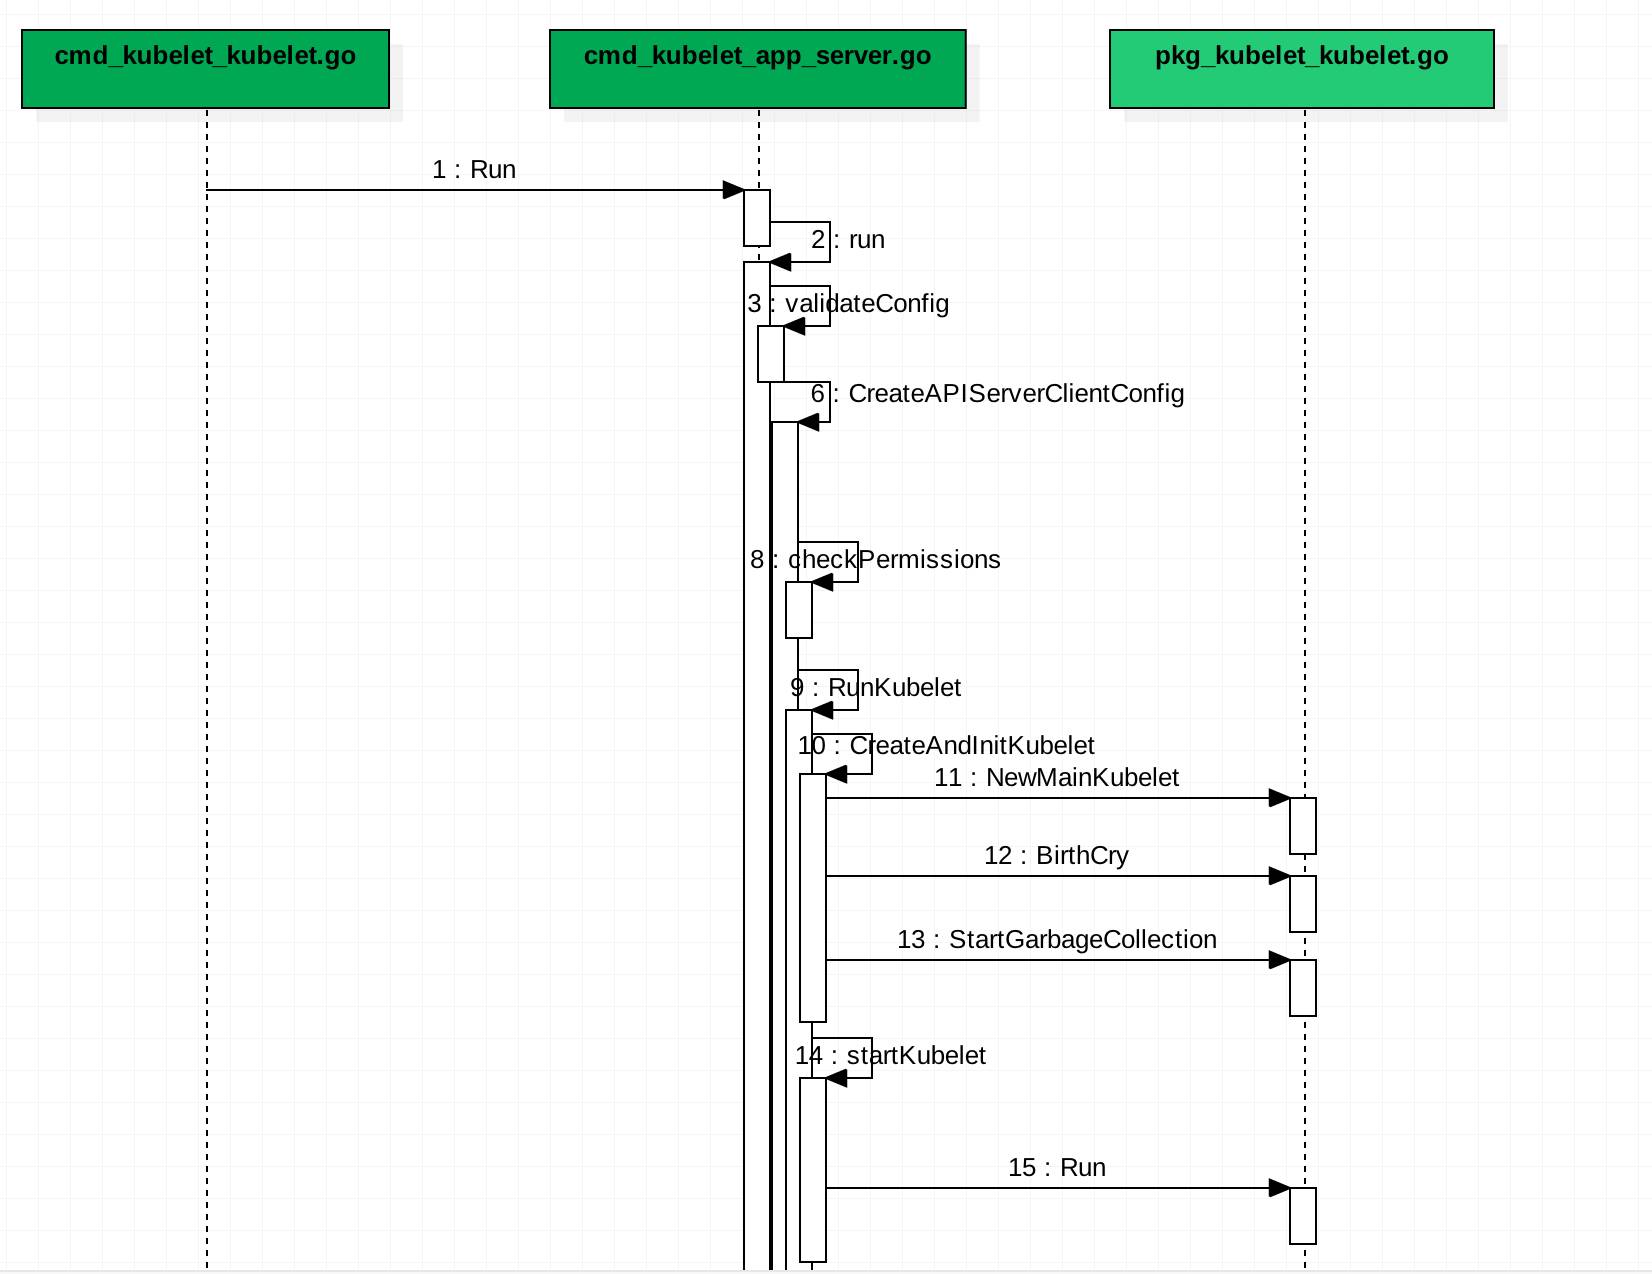 cmd_kubelet_kubelet.go
cmd_kubelet_app_server.go
pkg_kubelet_kubelet.go
1 : Run
2 : run
3 : validateConfig
6 : CreateAPIServerClientConfig
8 : checkPermissions
9 : RunKubelet
10 : CreateAndInitKubelet
11 : NewMainKubelet
12 : BirthCry
13 : StartGarbageCollection
14 : startKubelet
15 : Run